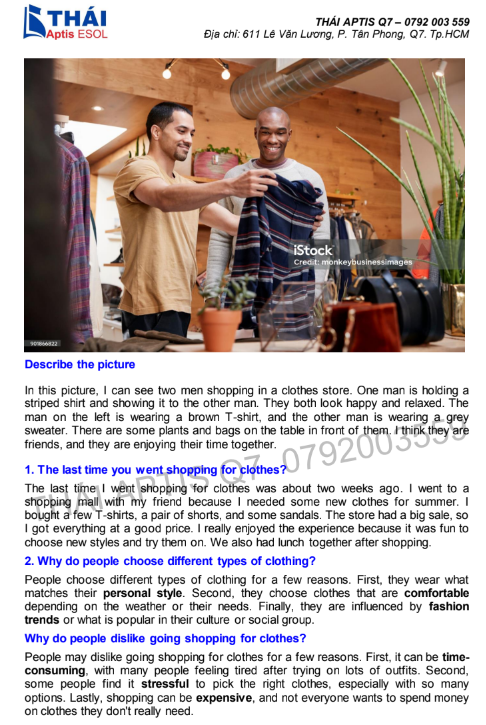 THÁI
Aptis ESOL
THÁI APTIS Q7 – 0792 003 559
Địa chỉ: 611 Lê Văn Lương, P. Tân Phong, Q7. Tp.HCM
iStock
Credit: monkeybusinessimages
901866822
Describe the picture
In this picture, I can see two men shopping in a clothes store. One man is holding a
striped shirt and showing it to the other man. They both look happy and relaxed. The
man on the left is wearing a brown T-shirt, and the other man is wearing a grey
sweater. There are some plants and bags on the table in front of them. I think they are
friends, and they are enjoying their time together.
THÁI APTIS Q7 0792003559
1. The last time you went shopping for clothes?
The last time I went shopping for clothes was about two weeks ago. I went to a
shopping mall with my friend because I needed some new clothes for summer. I
bought a few T-shirts, a pair of shorts, and some sandals. The store had a big sale, so
I got everything at a good price. I really enjoyed the experience because it was fun to
choose new styles and try them on. We also had lunch together after shopping.
2. Why do people choose different types of clothing?
People choose different types of clothing for a few reasons. First, they wear what
matches their personal style. Second, they choose clothes that are comfortable
depending on the weather or their needs. Finally, they are influenced by fashion
trends or what is popular in their culture or social group.
Why do people dislike going shopping for clothes?
People may dislike going shopping for clothes for a few reasons. First, it can be time-
consuming, with many people feeling tired after trying on lots of outfits. Second,
some people find it stressful to pick the right clothes, especially with so many
options. Lastly, shopping can be expensive, and not everyone wants to spend money
on clothes they don't really need.